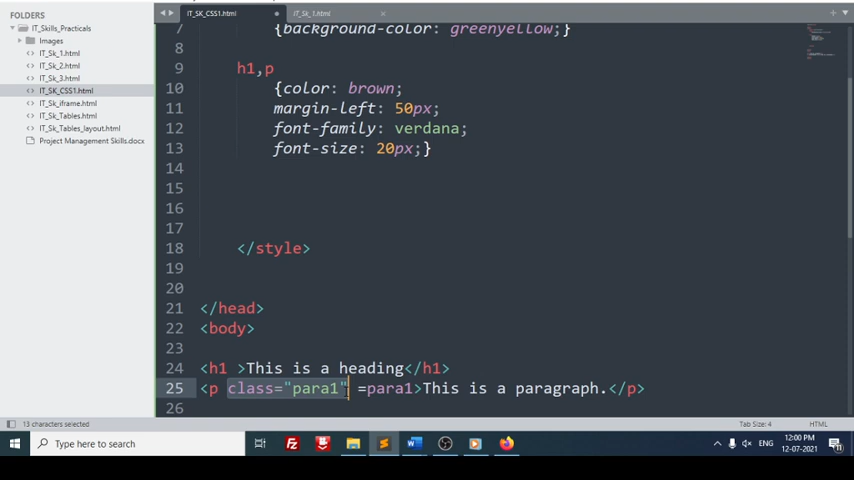 FOLDERS
IT_Skills_Practicals
Images
IT_Sk_1.html
IT_Sk_2.html
IT_Sk_3.html
IT_SK_CSS1.html
IT_Sk_iframe.html
IT_Sk_Tables.html
IT_Sk_Tables_layout.html
Project Management Skills.docx
IT_SK_CSS1.html
IT_Sk_1.html
7 {background-color: greenyellow;}
8
9 h1,p
10 {color: brown;
11 margin-left: 50px;
12 font-family: verdana;
13 font-size: 20px;}
14
15
16
17
18 </style>
19
20
21 </head>
22 <body>
23
24 <h1 >This is a heading</h1>
25 <p class="para1" =para1>This is a paragraph.</p>
26
13 characters selected
Tab Size: 4
HTML
Type here to search
ENG
12:00 PM
12-07-2021